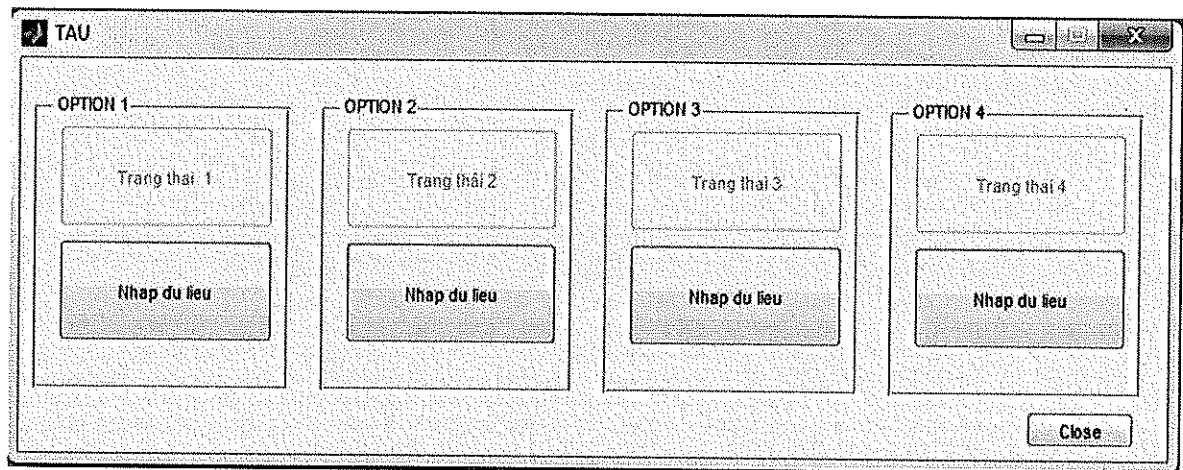 TAU
OPTION 1
Trang thai 1
Nhap du lieu
OPTION 2
Trang thai 2
Nhap du lieu
OPTION 3
Trang thai 3
Nhap du lieu
OPTION 4
Trang thai 4
Nhap du lieu
Close